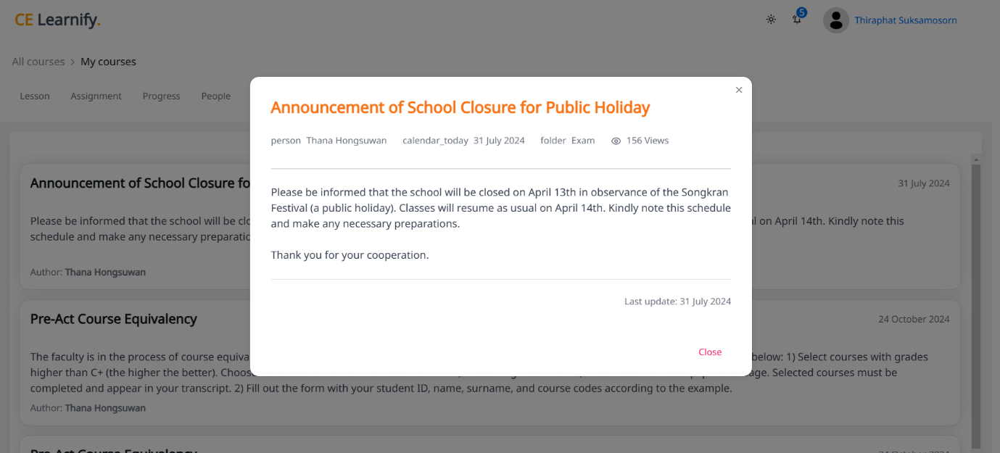 CE Learnify.
5
Thiraphat Suksamosorn
All courses > My courses
Lesson Assignment Progress People
Announcement of School Closure for Public Holiday
person Thana Hongsuwan calendar_today 31 July 2024 folder Exam 156 Views
Please be informed that the school will be closed on April 13th in observance of the Songkran
Festival (a public holiday). Classes will resume as usual on April 14th. Kindly note this schedule
and make any necessary preparations.
Thank you for your cooperation.
Last update: 31 July 2024
Close
Announcement of School Closure fo
31 July 2024
Please be informed that the school will be clo
on April 14th. Kindly note this
schedule and make any necessary preparatio
Author: Thana Hongsuwan
Pre-Act Course Equivalency
24 October 2024
The faculty is in the process of course equiva
below: 1) Select courses with grades
higher than C+ (the higher the better). Choos
age. Selected courses must be
completed and appear in your transcript. 2) Fill out the form with your student ID, name, surname, and course codes according to the example.
Author: Thana Hongsuwan
Pre-Act Course Equivalency
24 October 2024